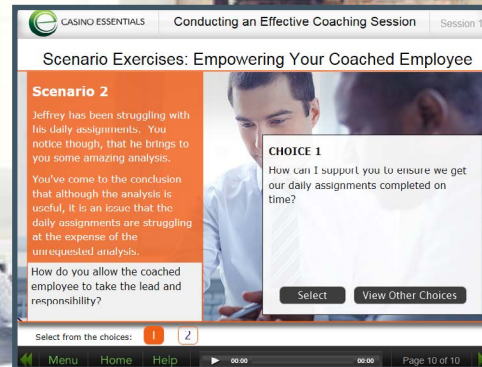 CASINO ESSENTIALS
Conducting an Effective Coaching Session
Session 1
Scenario Exercises: Empowering Your Coached Employee
Scenario 2
Jeffrey has been struggling with
his daily assignments. You
notice though, that he brings to
you some amazing analysis.
You've come to the conclusion
that although the analysis is
useful, it is an issue that the
daily assignments are struggling
at the expense of the
unrequested analysis.
How do you allow the coached
employee to take the lead and
responsibility?
CHOICE 1
How can I support you to ensure we get
our daily assignments completed on
time?
Select
View Other Choices
Select from the choices: 1 2
Menu Home Help 00:00 00:00 Page 10 of 10